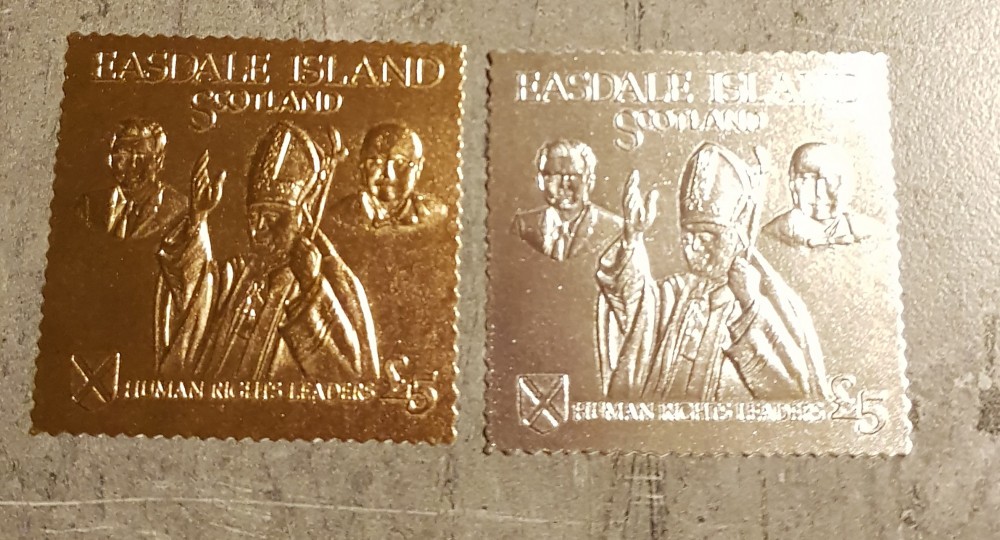 EASDALE ISLAND
SCOTLAND
HUMAN RIGHTS LEADERS £5
EASDALE ISLAND
SCOTLAND
HUMAN RIGHTS LEADERS £5